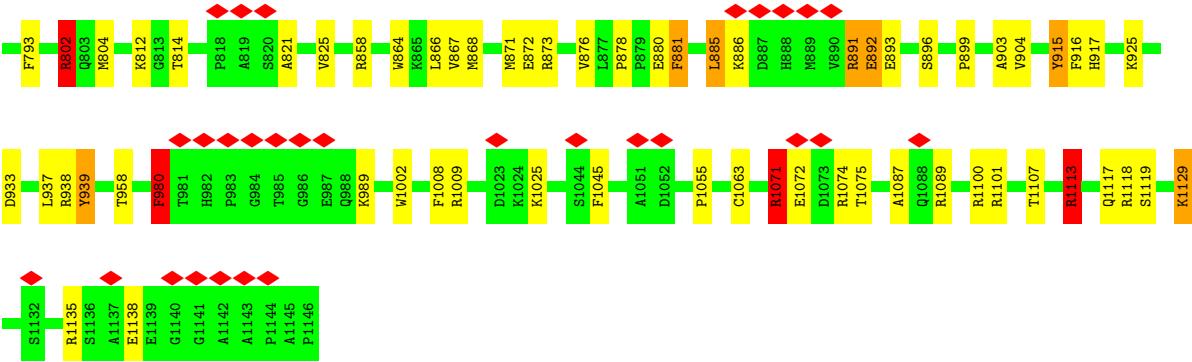 F793 R802 Q803 M804 K812 G813 T814 P818 A819 S820 A821 V825 R858 W864 K865 L866 V867 M868 M871 E872 R873 V876 L877 P878 P879 E880 F881 L885 K886 D887 H888 M889 V890 R891 E892 E893 S896 P899 A903 V904 Y915 F916 H917 K925
D933 L937 R938 Y939 T958 F980 T981 H982 P983 G984 T985 G986 E987 Q988 K989 W1002 F1008 R1009 D1023 K1024 K1025 S1044 F1045 A1051 D1052 P1055 C1063 R1071 E1072 D1073 R1074 T1075 A1087 Q1088 R1089 R1100 R1101 T1107 R1113 Q1117 R1118 S1119 K1129
S1132 R1135 S1136 A1137 E1138 E1139 G1140 G1141 A1142 A1143 P1144 A1145 P1146